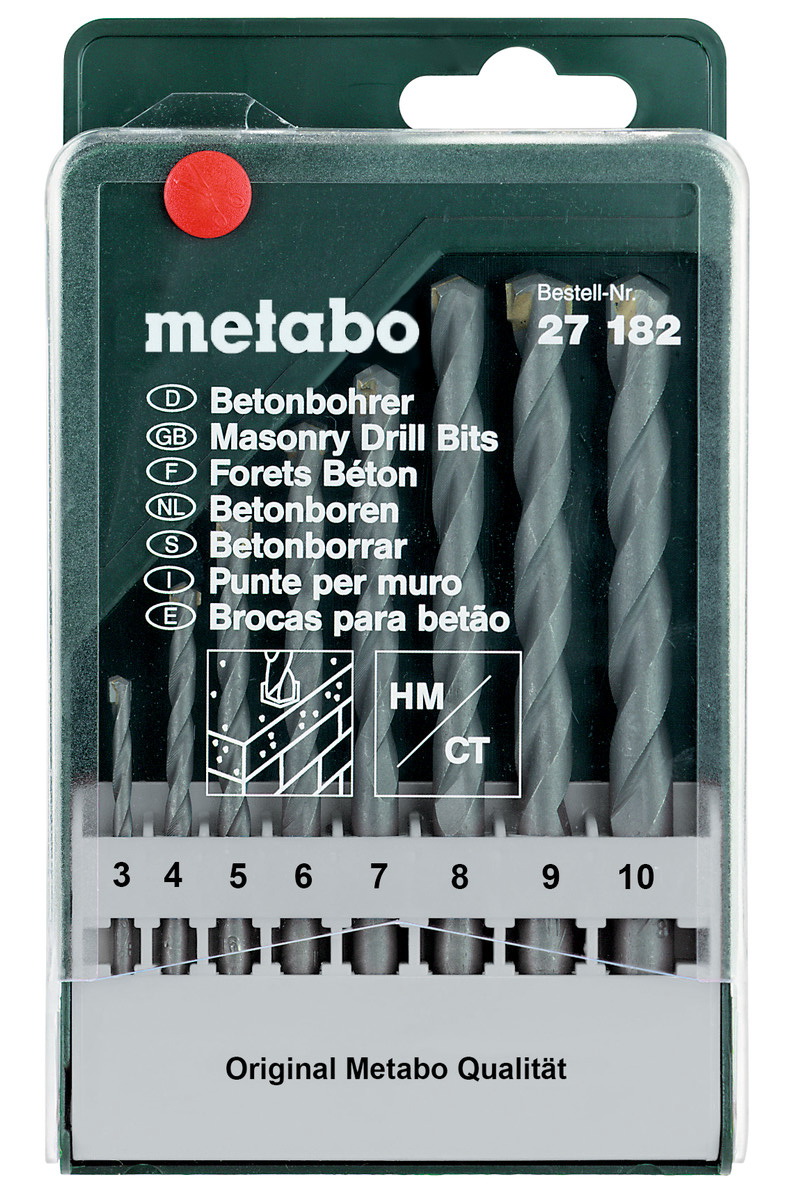 metabo
Bestell-Nr.
27 182
D Betonbohrer
GB Masonry Drill Bits
F Forets Béton
NL Betonboren
S Betonborrar
I Punte per muro
E Brocas para betão
HM
CT
3 4 5 6 7 8 9 10
Original Metabo Qualität